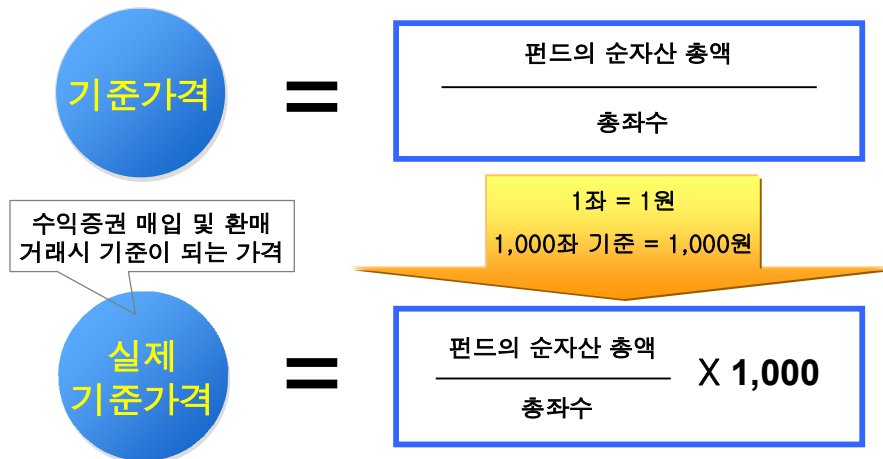 기준가격
=
펀드의 순자산 총액
총좌수
1좌 = 1원
1,000좌 기준 = 1,000원
수익증권 매입 및 환매
거래시 기준이 되는 가격
실제
기준가격
=
펀드의 순자산 총액
총좌수
X 1,000